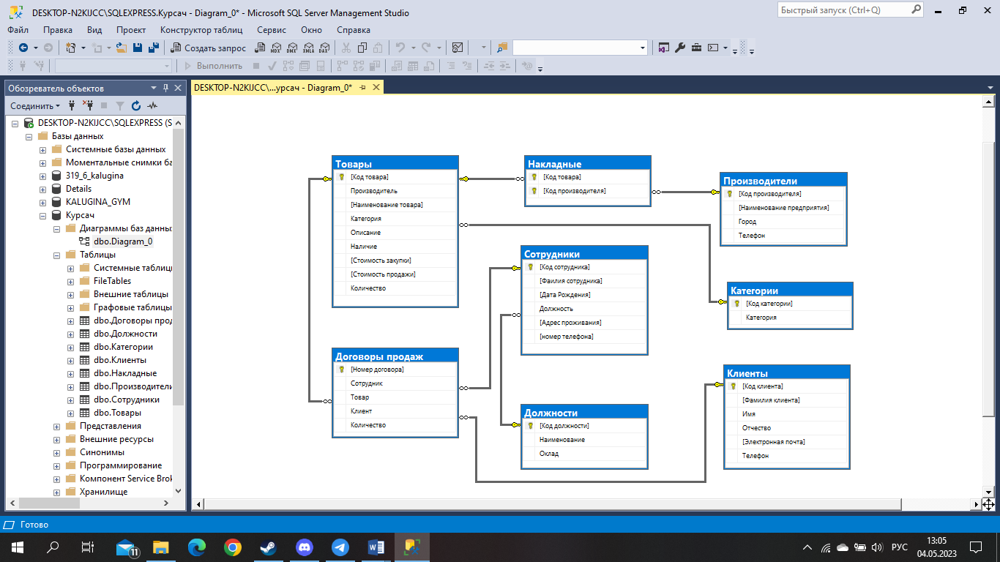 DESKTOP-N2KIJCC\SQLEXPRESS.Курсач - Diagram_0* - Microsoft SQL Server Management Studio
Быстрый запуск (Ctrl+Q)
Файл Правка Вид Проект Конструктор таблиц Сервис Окно Справка
Создать запрос
MDX DMX XMLA DAX
Выполнить
Обозреватель объектов
Соединить
DESKTOP-N2KIJCC\SQLEXPRESS (S
Базы данных
Системные базы данных
Моментальные снимки ба
319_6_kalugina
Details
KALUGINA_GYM
Курсач
Диаграммы баз данны
dbo.Diagram_0
Таблицы
Системные таблиц
FileTables
Внешние таблицы
Графовые таблицы
dbo.Договоры прод
dbo.Должности
dbo.Категории
dbo.Клиенты
dbo.Накладные
dbo.Производители
dbo.Сотрудники
dbo.Товары
Представления
Внешние ресурсы
Синонимы
Программирование
Компонент Service Brok
Хранилище
DESKTOP-N2KIJCC\...урсач - Diagram_0*
Товары
[Код товара]
Производитель
[Наименование товара]
Категория
Описание
Наличие
[Стоимость закупки]
[Стоимость продажи]
Количество
Накладные
[Код товара]
[Код производителя]
Производители
[Код производителя]
[Наименование предприятия]
Город
Телефон
Сотрудники
[Код сотрудника]
[Фаилия сотрудника]
[Дата Рождения]
Должность
[Адрес проживания]
[номер телефона]
Категории
[Код категории]
Категория
Договоры продаж
[Номер договора]
Сотрудник
Товар
Клиент
Количество
Должности
[Код должности]
Наименование
Оклад
Клиенты
[Код клиента]
[Фамилия клиента]
Имя
Отчество
[Электронная почта]
Телефон
Готово
11
РУС
13:05
04.05.2023